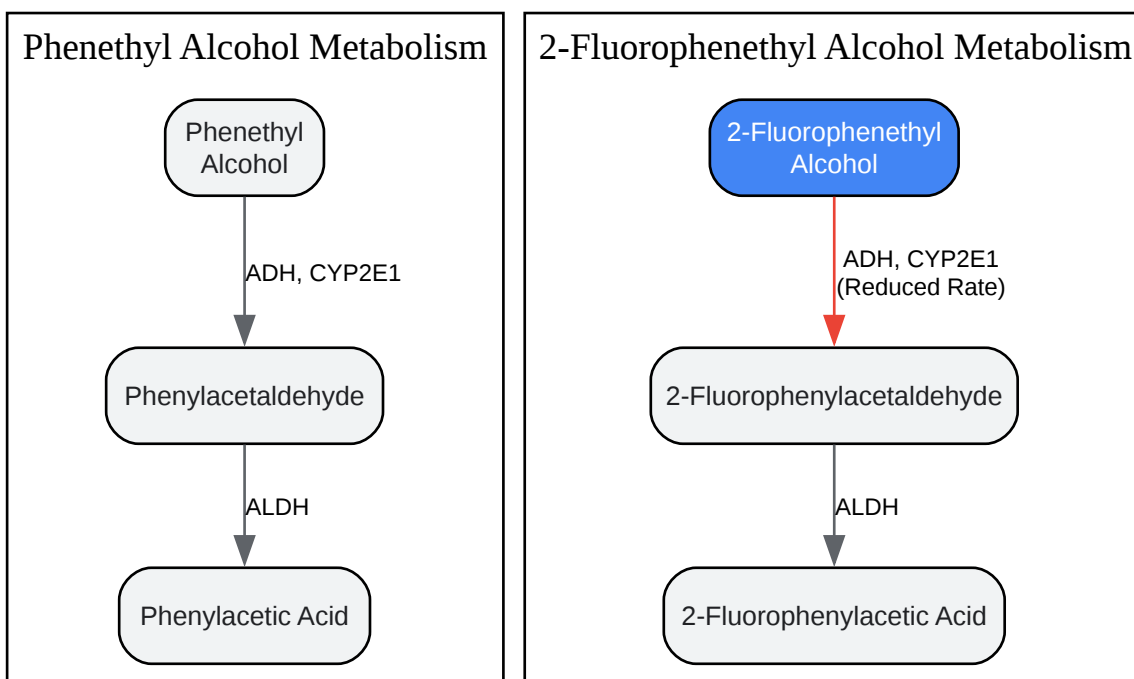 Phenethyl Alcohol Metabolism
Phenethyl
Alcohol
ADH, CYP2E1
Phenylacetaldehyde
ALDH
Phenylacetic Acid
2-Fluorophenethyl Alcohol Metabolism
2-Fluorophenethyl
Alcohol
ADH, CYP2E1
(Reduced Rate)
2-Fluorophenylacetaldehyde
ALDH
2-Fluorophenylacetic Acid